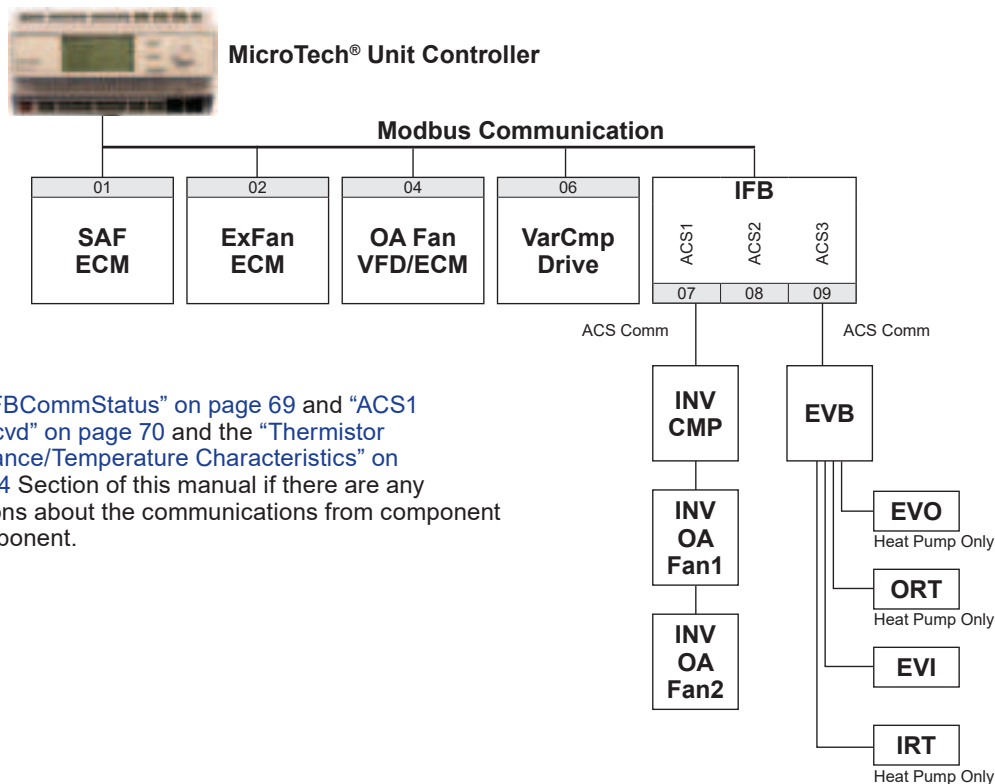 MicroTech® Unit Controller
Modbus Communication
01
SAF
ECM
02
ExFan
ECM
04
OA Fan
VFD/ECM
06
VarCmp
Drive
IFB
ACS1
ACS2
ACS3
07
08
09
ACS Comm
ACS Comm
INV
CMP
INV
OA
Fan1
INV
OA
Fan2
EVB
EVO
Heat Pump Only
ORT
Heat Pump Only
EVI
IRT
Heat Pump Only
FBCommStatus” on page 69 and “ACS1
cvd” on page 70 and the “Thermistor
ance/Temperature Characteristics” on
4 Section of this manual if there are any
ons about the communications from component
ponent.